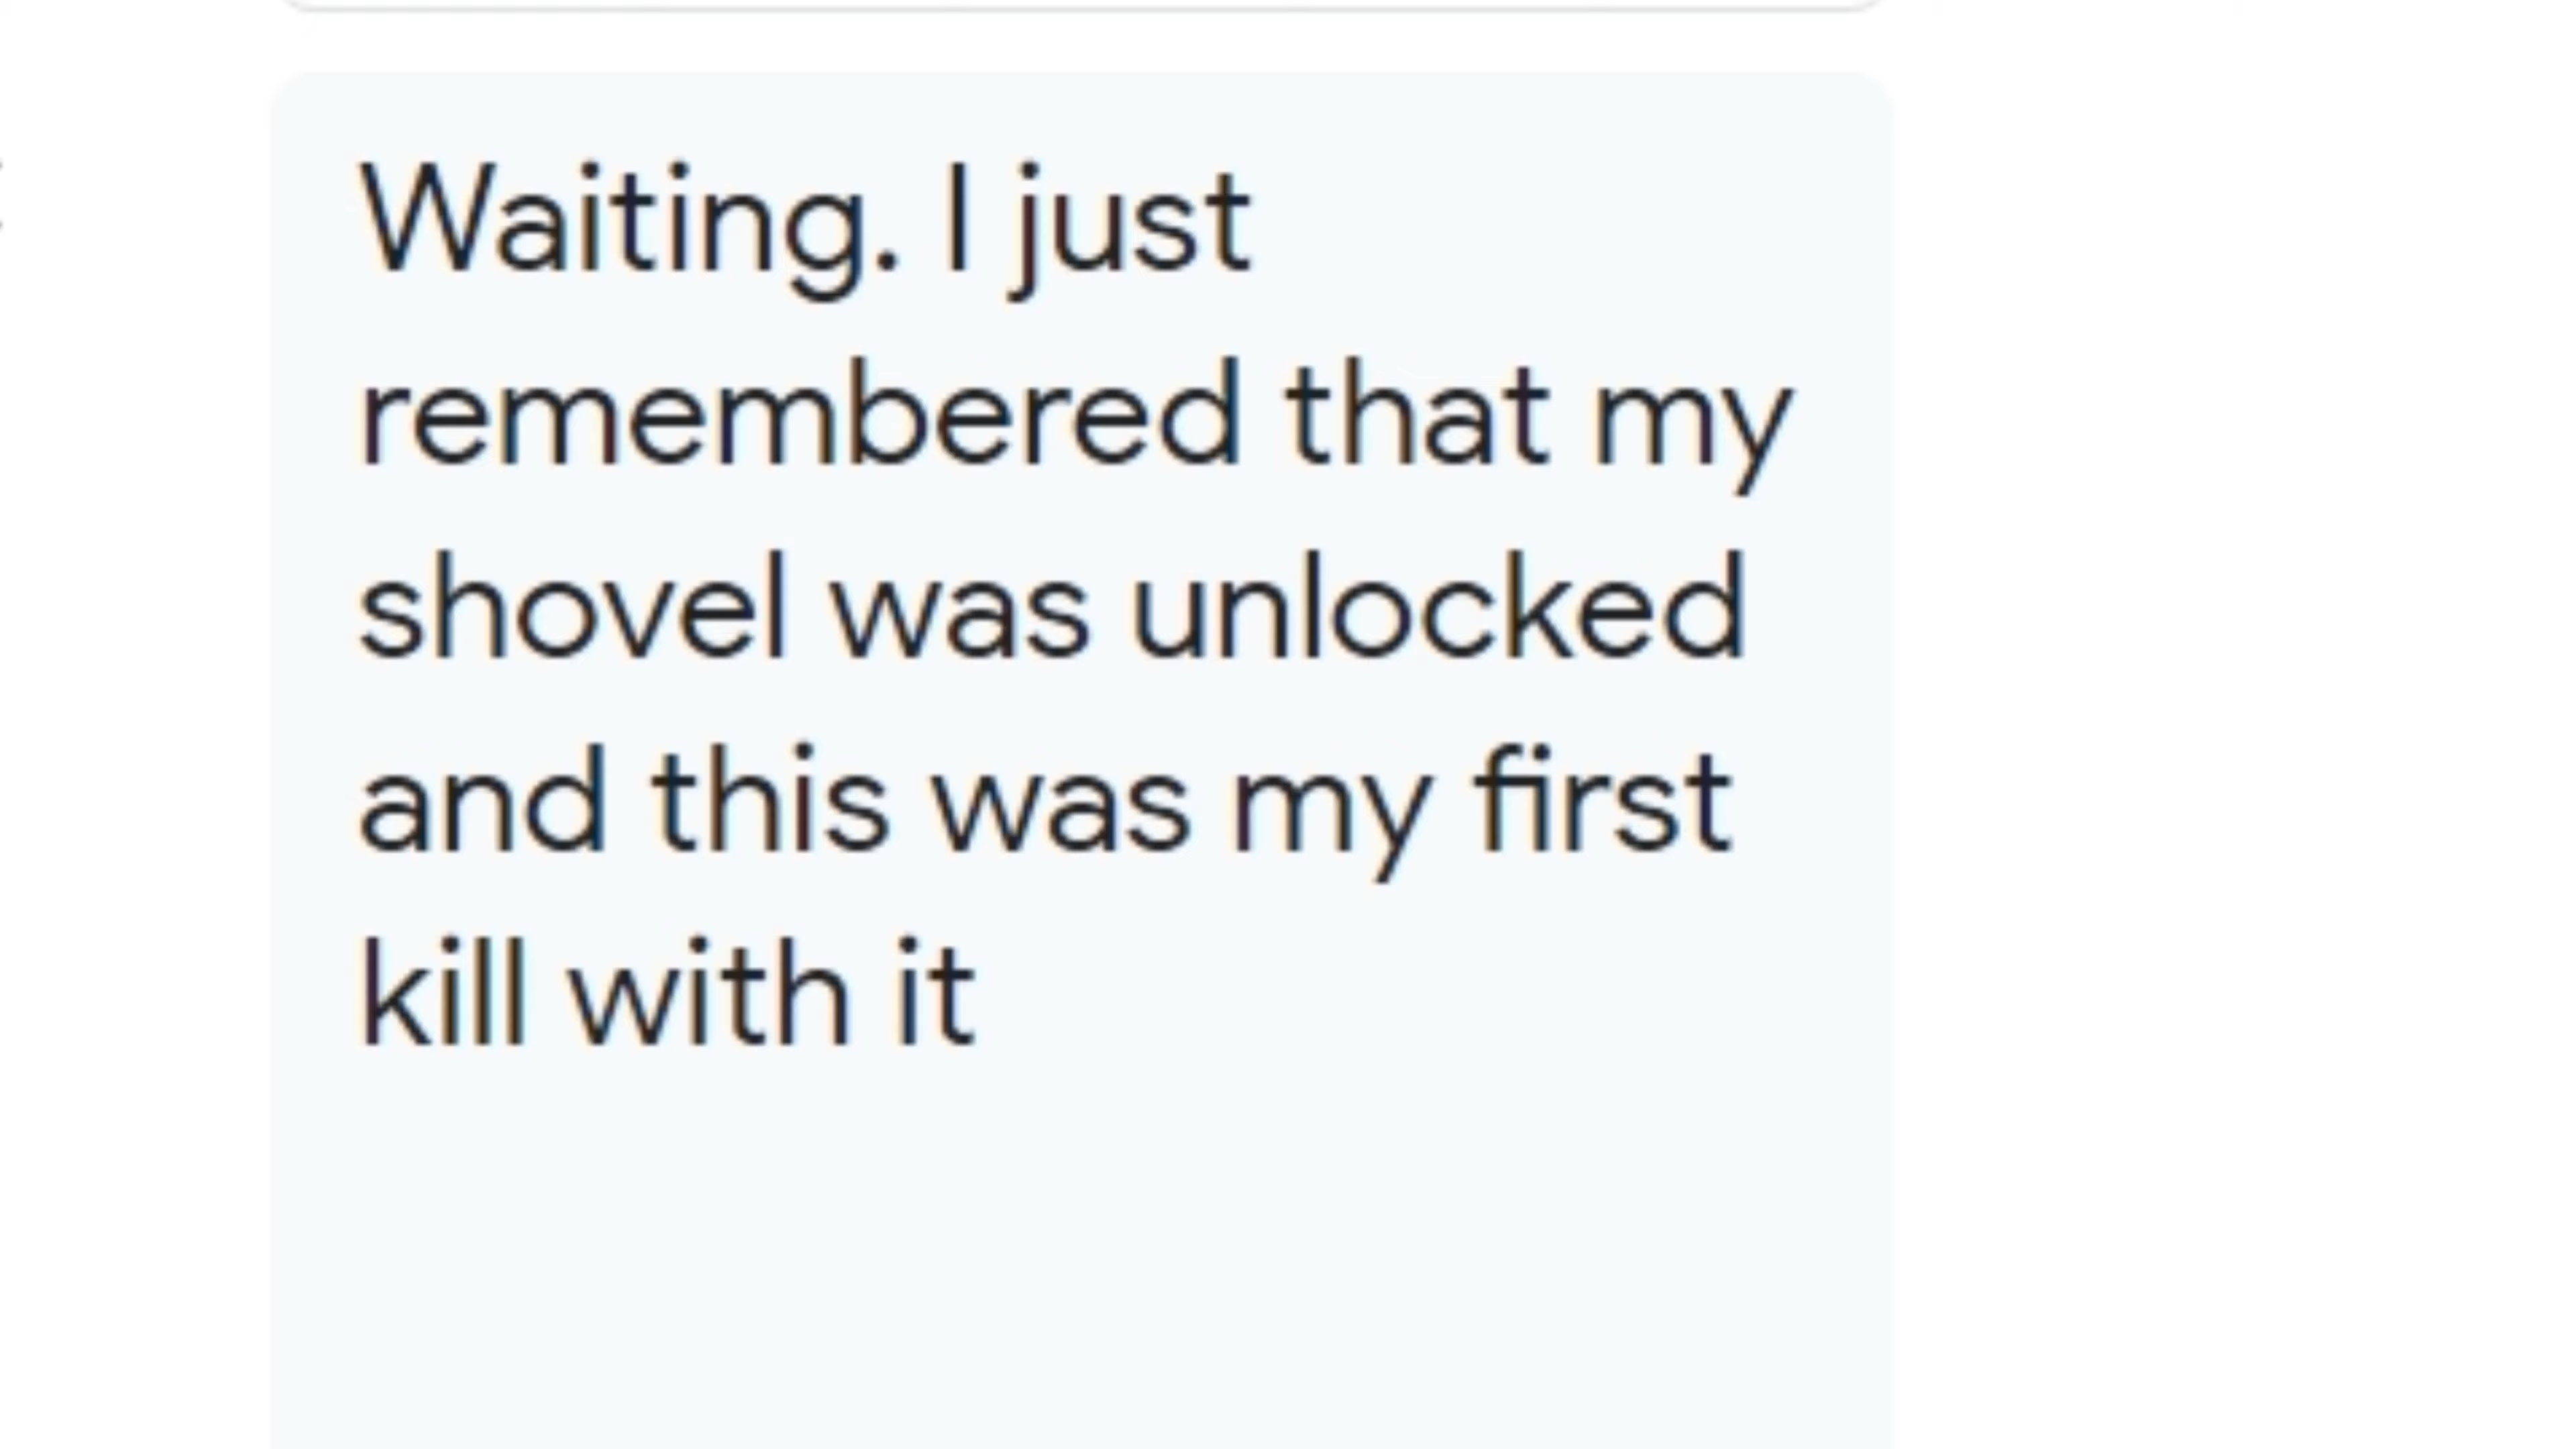 Waiting. I just
remembered that my
shovel was unlocked
and this was my first
kill with it